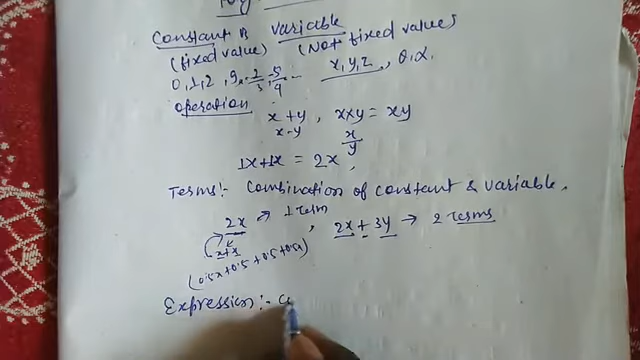 Constant & Variable
(fixed value) (Not fixed values)
0, 1, 2, 9, 2/3, 5/9 -- x, y, z, θ, α.
operation x + y, x×y = xy
x-y x/y
1x+1x = 2x,
Terms:- Combination of constant & variable.
2x → 1 term, 2x + 3y → 2 terms
x+x
(0.5x+0.5+0.5+0.5x)
Expression:-